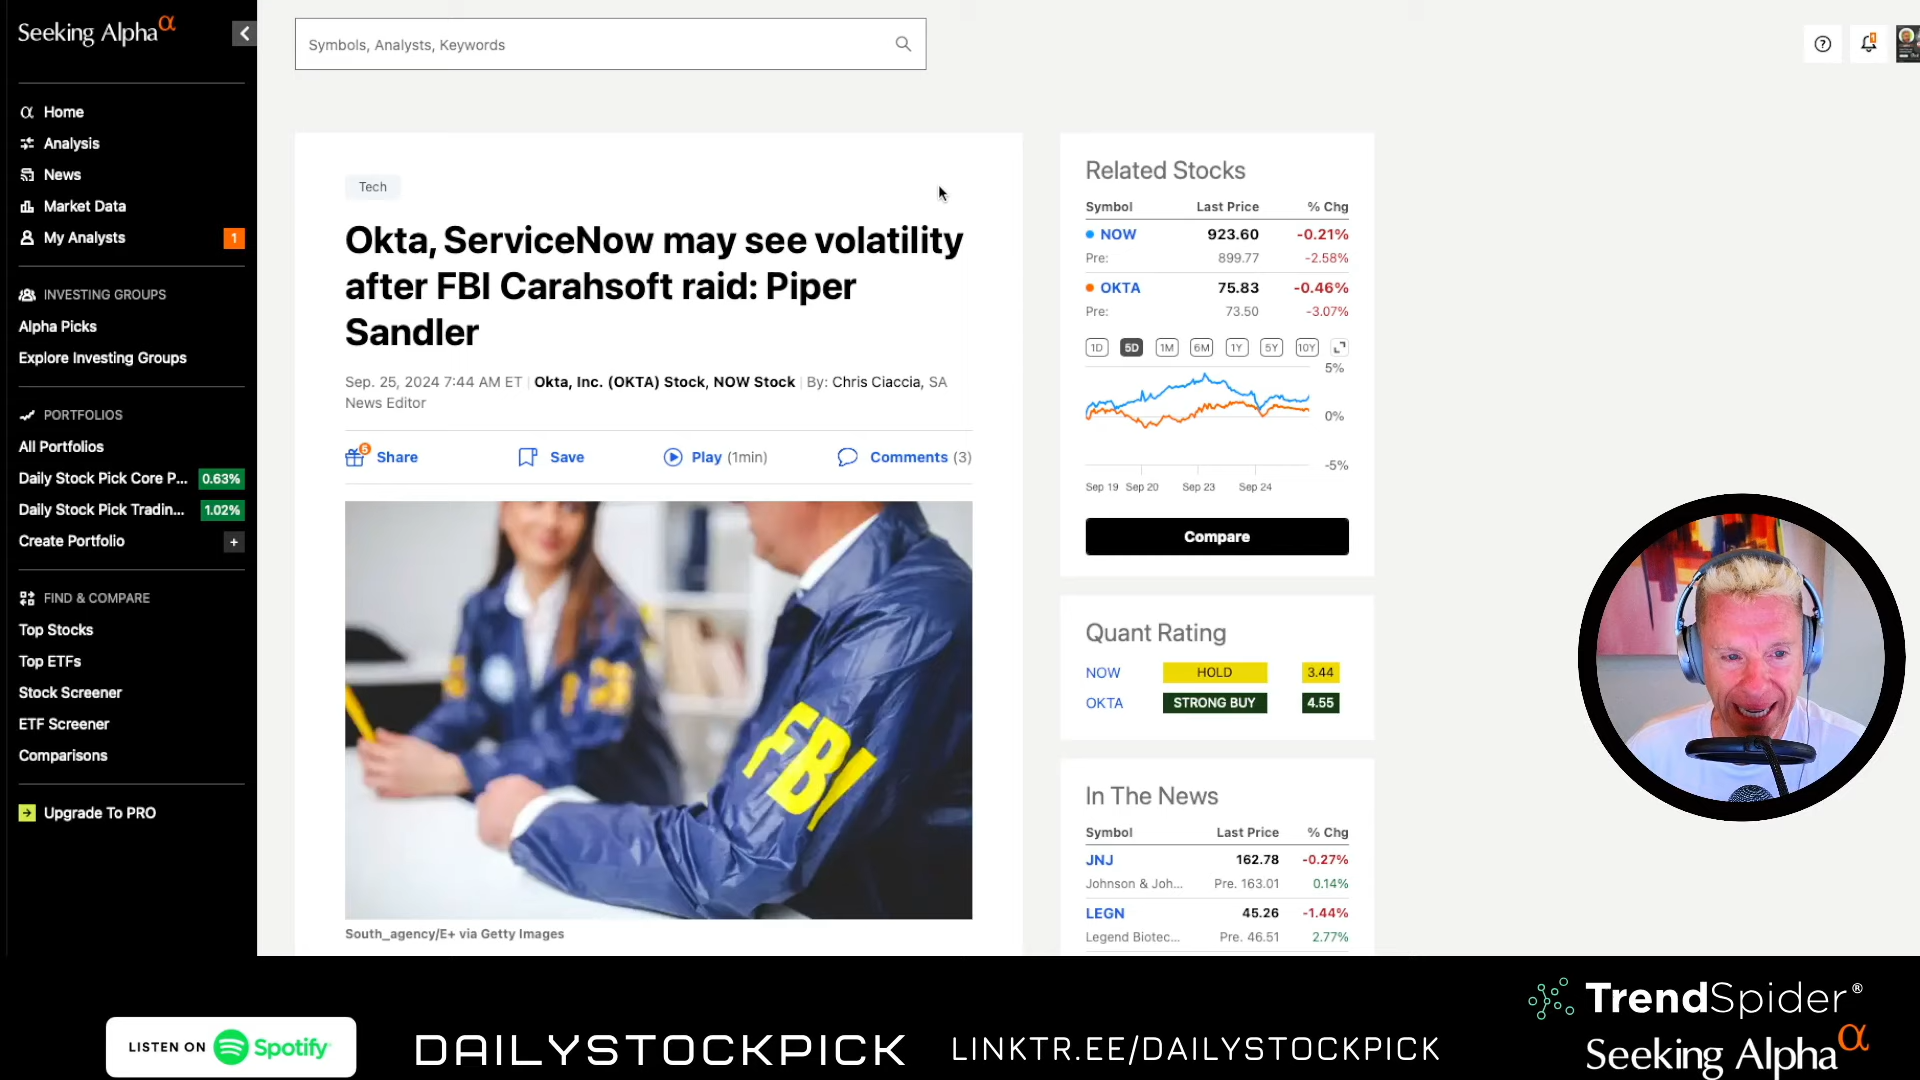 Seeking Alpha α
Symbols, Analysts, Keywords
Home
Analysis
News
Market Data
My Analysts 1
INVESTING GROUPS
Alpha Picks
Explore Investing Groups
PORTFOLIOS
All Portfolios
Daily Stock Pick Core P... 0.63%
Daily Stock Pick Tradin... 1.02%
Create Portfolio +
FIND & COMPARE
Top Stocks
Top ETFs
Stock Screener
ETF Screener
Comparisons
Upgrade To PRO
Tech
Okta, ServiceNow may see volatility
after FBI Carahsoft raid: Piper
Sandler
Sep. 25, 2024 7:44 AM ET | Okta, Inc. (OKTA) Stock, NOW Stock | By: Chris Ciaccia, SA
News Editor
5 Share Save Play (1min) Comments (3)
FBI
South_agency/E+ via Getty Images
Related Stocks
Symbol Last Price % Chg
NOW 923.60 -0.21%
Pre: 899.77 -2.58%
OKTA 75.83 -0.46%
Pre: 73.50 -3.07%
1D 5D 1M 6M 1Y 5Y 10Y
5%
0%
-5%
Sep 19 Sep 20 Sep 23 Sep 24
Compare
Quant Rating
NOW HOLD 3.44
OKTA STRONG BUY 4.55
In The News
Symbol Last Price % Chg
JNJ 162.78 -0.27%
Johnson & Joh... Pre. 163.01 0.14%
LEGN 45.26 -1.44%
Legend Biotec... Pre. 46.51 2.77%
LISTEN ON Spotify
DAILYSTOCKPICK
LINKTR.EE/DAILYSTOCKPICK
TrendSpider®
Seeking Alpha α